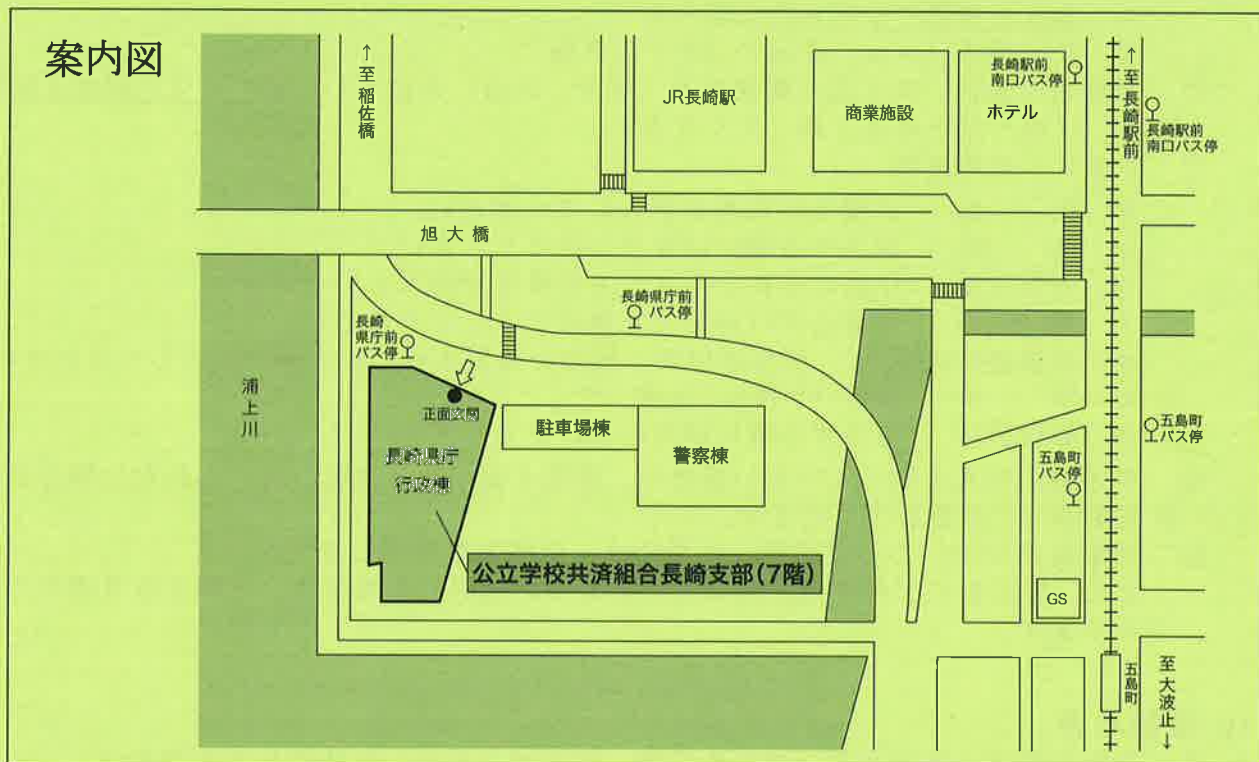 案内図
↑至稲佐橋
JR長崎駅
商業施設
ホテル
長崎駅前
南口バス停
↑至長崎駅前
長崎駅前
南口バス停
旭大橋
長崎県庁前
バス停
長崎
県庁前
バス停
浦上川
正面玄関
長崎県庁
行政棟
駐車場棟
警察棟
五島町
バス停
五島町
バス停
公立学校共済組合長崎支部(7階)
GS
五島町
至大波止↓